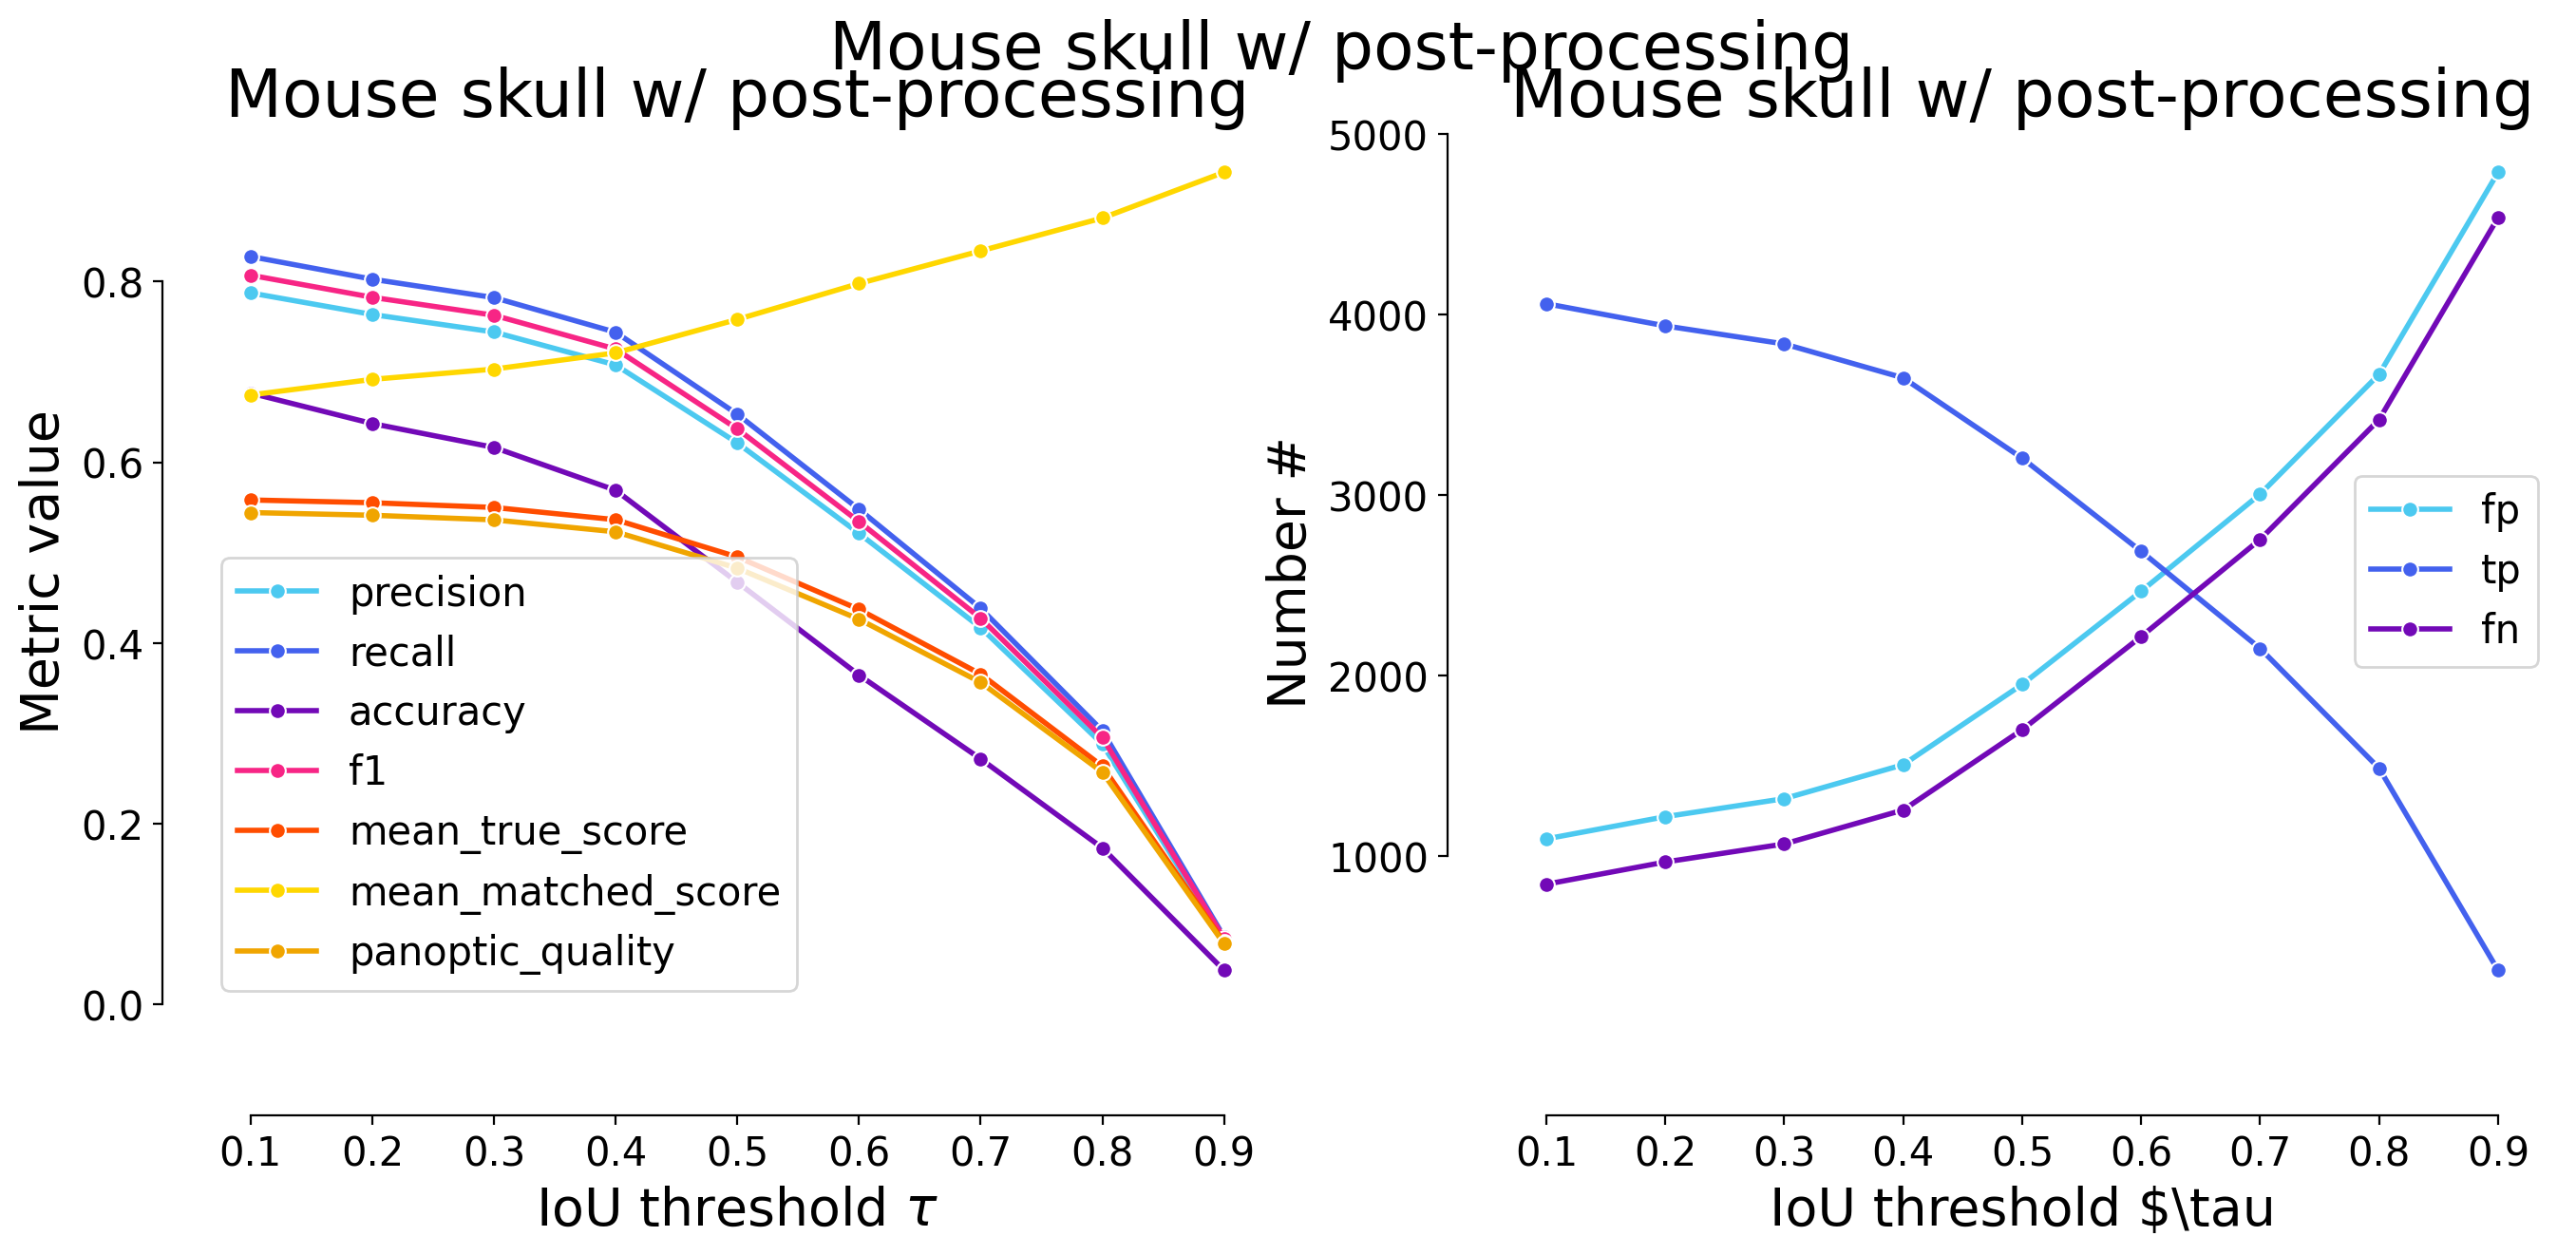 Mouse skull w/ post-processing
Mouse skull w/ post-processing
Metric value
0.8
0.6
0.4
0.2
0.0
precision
recall
accuracy
f1
mean_true_score
mean_matched_score
panoptic_quality
0.1 0.2 0.3 0.4 0.5 0.6 0.7 0.8 0.9
IoU threshold τ
Mouse skull w/ post-processing
Number #
5000
4000
3000
2000
1000
fp
tp
fn
0.1 0.2 0.3 0.4 0.5 0.6 0.7 0.8 0.9
IoU threshold $\tau